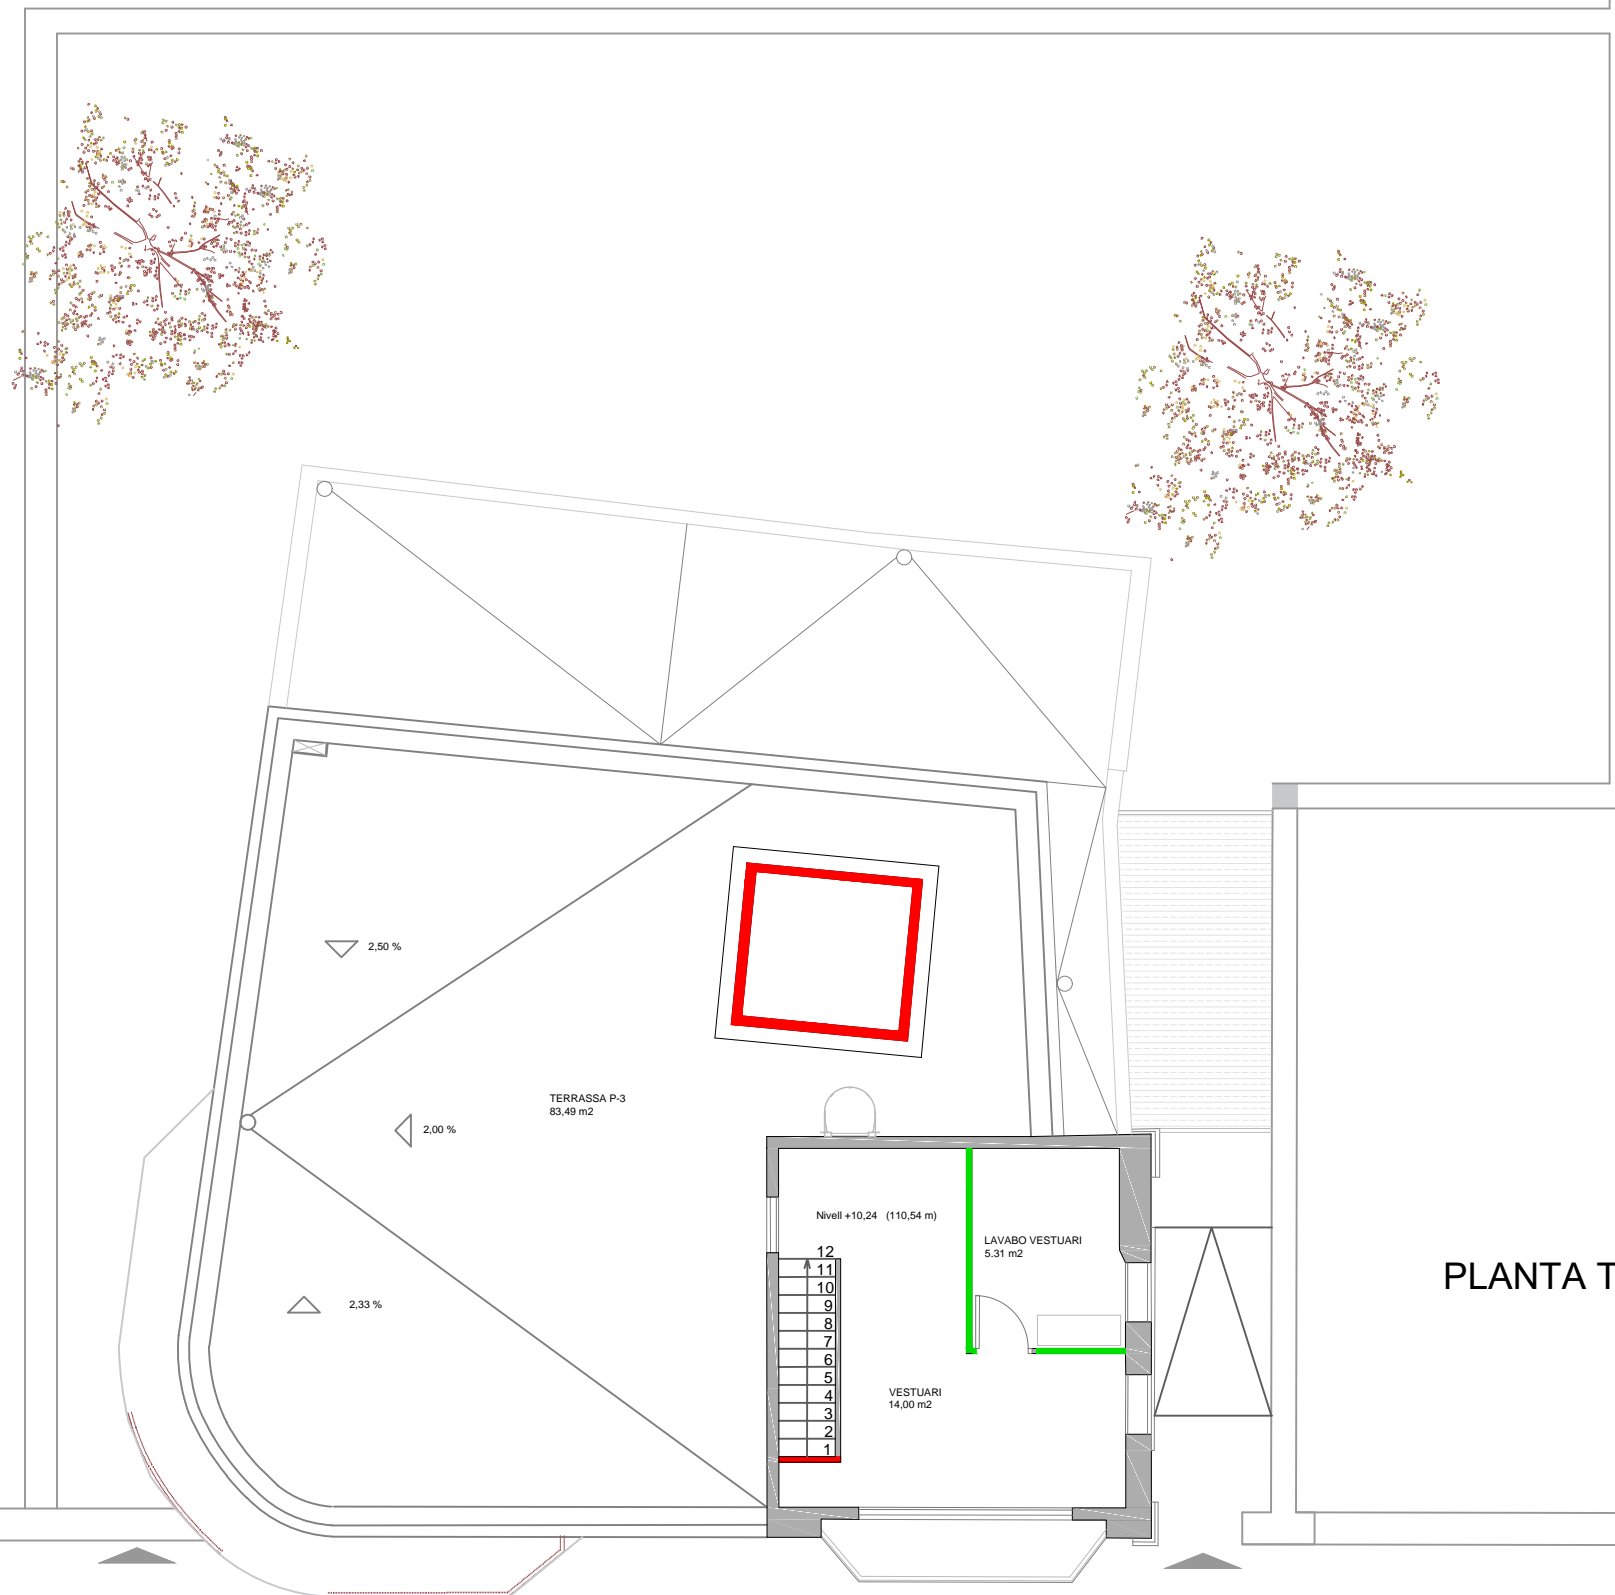 2,50 %
TERRASSA P-3
83,49 m2
2,00 %
Nivell +10,24 (110,54 m)
LAVABO VESTUARI
5.31 m2
12
11
10
9
8
7
6
5
4
3
2
1
PLANTA T
2,33 %
VESTUARI
14,00 m2